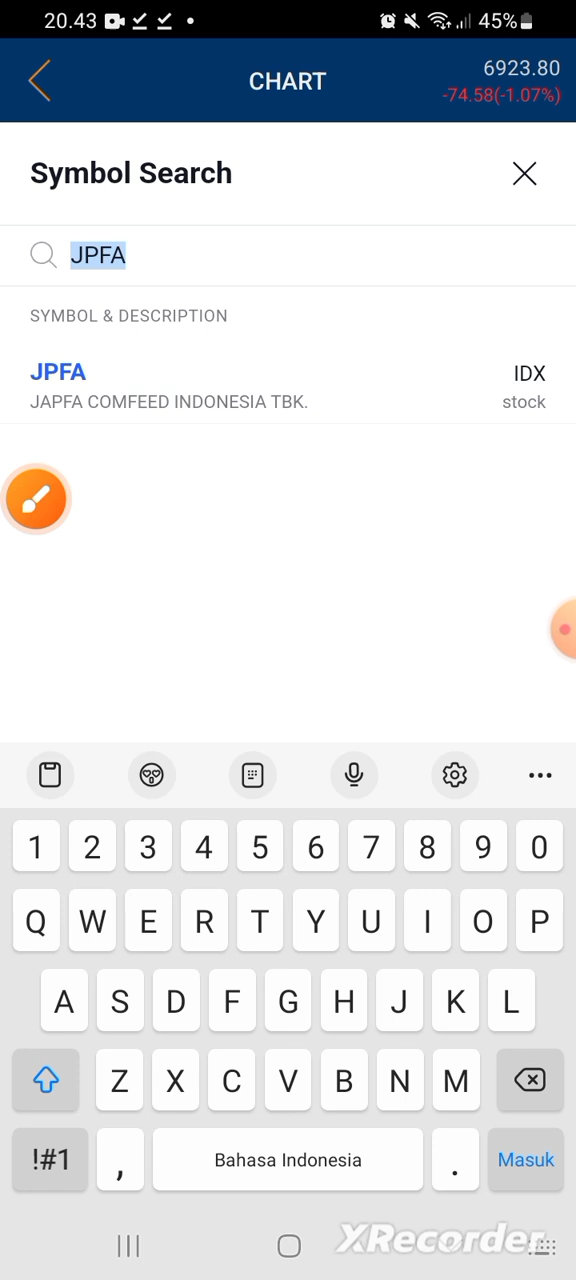 20.43 45%
CHART
6923.80
-74.58(-1.07%)
Symbol Search
JPFA
SYMBOL & DESCRIPTION
JPFA IDX
JAPFA COMFEED INDONESIA TBK. stock
1 2 3 4 5 6 7 8 9 0
Q W E R T Y U I O P
A S D F G H J K L
Z X C V B N M
!#1 , Bahasa Indonesia . Masuk
XRecorder